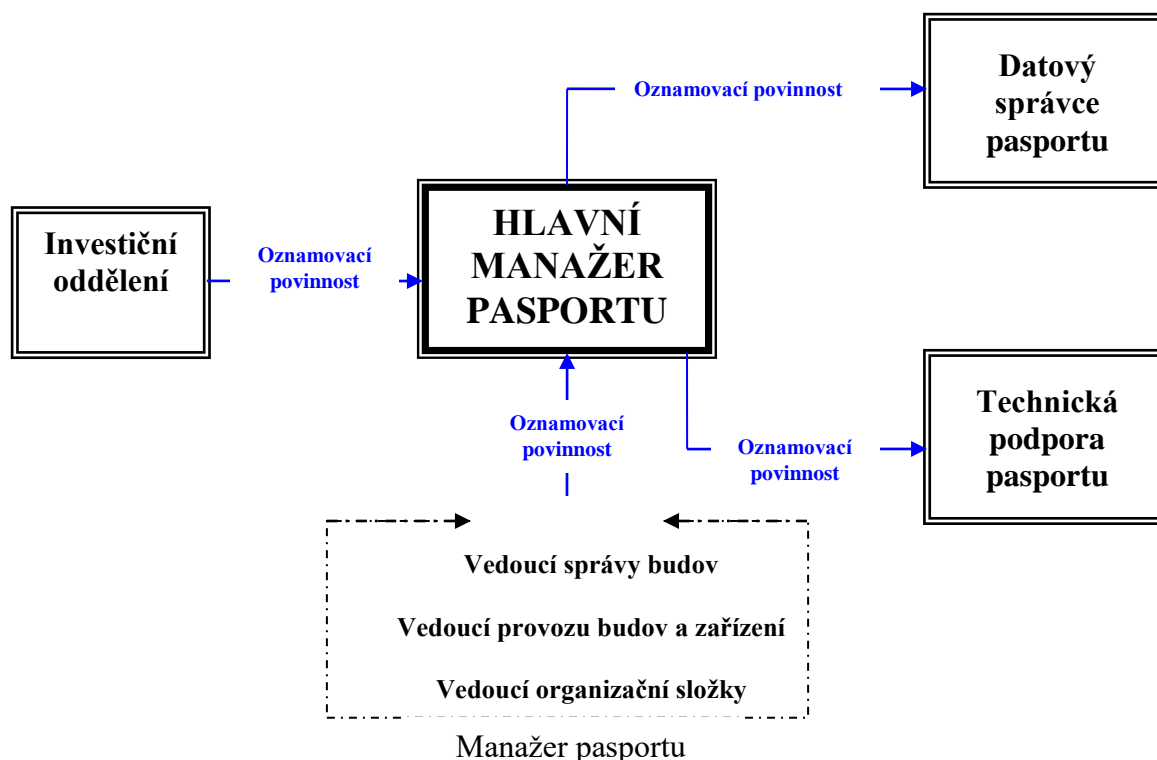 Datový
správce
pasportu
Oznamovací povinnost
HLAVNÍ
MANAŽER
PASPORTU
Investiční
oddělení
Oznamovací
povinnost
Technická
podpora
pasportu
Oznamovací
povinnost
Oznamovací
povinnost
Vedoucí správy budov
Vedoucí provozu budov a zařízení
Vedoucí organizační složky
Manažer pasportu